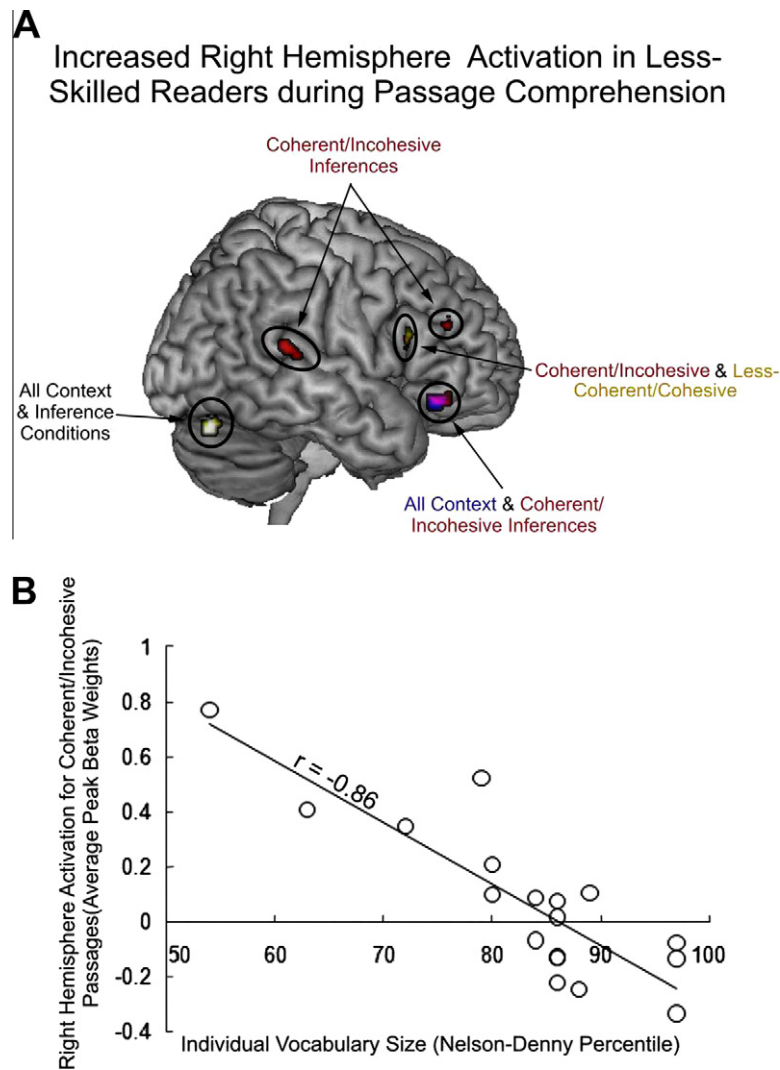 A
Increased Right Hemisphere Activation in Less-
Skilled Readers during Passage Comprehension
Coherent/Incohesive
Inferences
Coherent/Incohesive & Less-
Coherent/Cohesive
All Context
& Inference
Conditions
All Context & Coherent/
Incohesive Inferences
B
Right Hemisphere Activation for Coherent/Incohesive
Passages(Average Peak Beta Weights)
1
0.8
0.6
0.4
0.2
0
-0.2
-0.4
r = -0.86
50 60 70 80 90 100
Individual Vocabulary Size (Nelson-Denny Percentile)